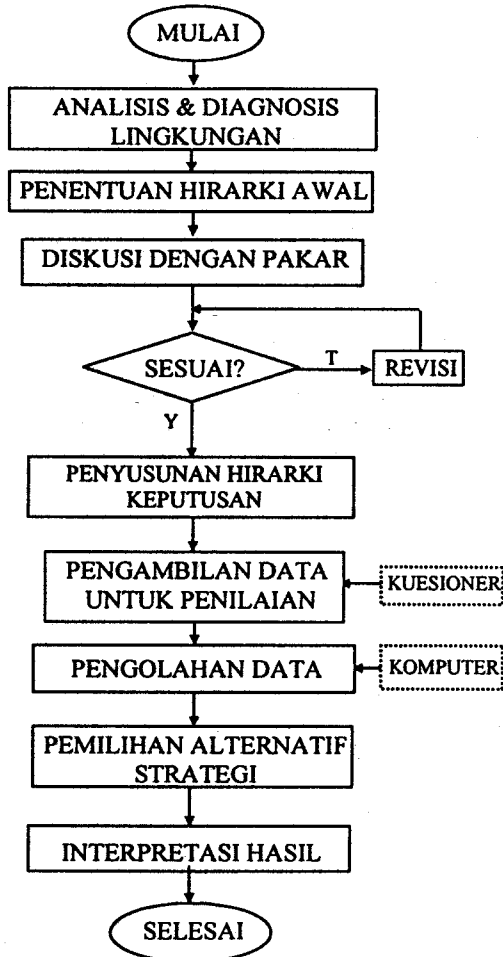 MULAI
ANALISIS & DIAGNOSIS
LINGKUNGAN
PENENTUAN HIRARKI AWAL
DISKUSI DENGAN PAKAR
SESUAI?
T
REVISI
Y
PENYUSUNAN HIRARKI
KEPUTUSAN
PENGAMBILAN DATA
UNTUK PENILAIAN
KUESIONER
PENGOLAHAN DATA
KOMPUTER
PEMILIHAN ALTERNATIF
STRATEGI
INTERPRETASI HASIL
SELESAI